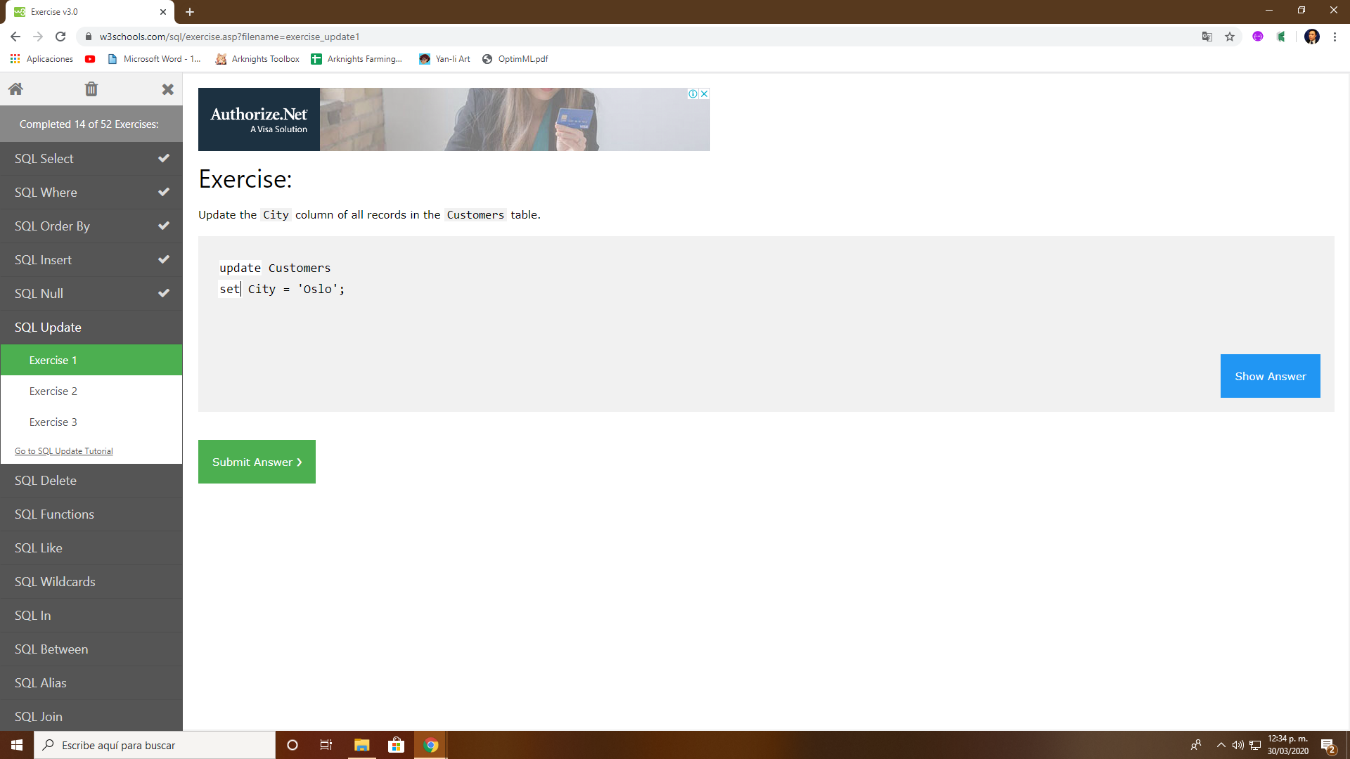 Exercise v3.0
w3schools.com/sql/exercise.asp?filename=exercise_update1
Aplicaciones
Microsoft Word - 1...
Arknights Toolbox
Arknights Farming...
Yan-li Art
OptimML.pdf
Completed 14 of 52 Exercises:
SQL Select
SQL Where
SQL Order By
SQL Insert
SQL Null
SQL Update
Exercise 1
Exercise 2
Exercise 3
Go to SQL Update Tutorial
SQL Delete
SQL Functions
SQL Like
SQL Wildcards
SQL In
SQL Between
SQL Alias
SQL Join
Authorize.Net
A Visa Solution
Exercise:
Update the City column of all records in the Customers table.
update Customers
set City = 'Oslo';
Show Answer
Submit Answer ❯
Escribe aquí para buscar
12:34 p. m.
30/03/2020
2